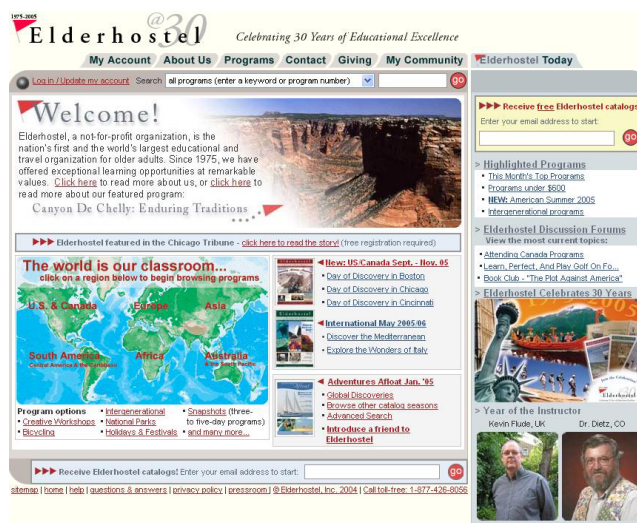 1975-2005
Elderhostel
@30
Celebrating 30 Years of Educational Excellence
My Account About Us Programs Contact Giving My Community Elderhostel Today
Log in / Update my account Search all programs (enter a keyword or program number) go
Welcome!
Elderhostel, a not-for-profit organization, is the
nation's first and the world's largest educational and
travel organization for older adults. Since 1975, we have
offered exceptional learning opportunities at remarkable
values. Click here to read more about us, or click here to
read more about our featured program:
Canyon De Chelly: Enduring Traditions
Elderhostel featured in the Chicago Tribune - click here to read the story! (free registration required)
The world is our classroom...
click on a region below to begin browsing programs
U.S. & Canada Europe Asia
South America Africa Australia
Central America & the Caribbean & the South Pacific
Program options
• Creative Workshops
• Bicycling
• Intergenerational
• National Parks
• Holidays & Festivals
• Snapshots (three-
to five-day programs)
• and many more...
New: US/Canada Sept. - Nov. 05
• Day of Discovery in Boston
• Day of Discovery in Chicago
• Day of Discovery in Cincinnati
International May 2005/06
• Discover the Mediterranean
• Explore the Wonders of Italy
Adventures Afloat Jan. '05
• Global Discoveries
• Browse other catalog seasons
• Advanced Search
• Introduce a friend to
Elderhostel
Receive Elderhostel catalogs! Enter your email address to start: go
sitemap | home | help | questions & answers | privacy policy | pressroom | © Elderhostel, Inc. 2004 | Call toll-free: 1-877-426-8056
Receive free Elderhostel catalogs
Enter your email address to start:
go
> Highlighted Programs
• This Month's Top Programs
• Programs under $600
• NEW: American Summer 2005
• Intergenerational programs
> Elderhostel Discussion Forums
View the most current topics:
• Attending Canada Programs
• Learn, Perfect, And Play Golf On Fo...
• Book Club - "The Plot Against America"
> Elderhostel Celebrates 30 Years
Elderhostel
> Year of the Instructor
Kevin Flude, UK Dr. Dietz, CO